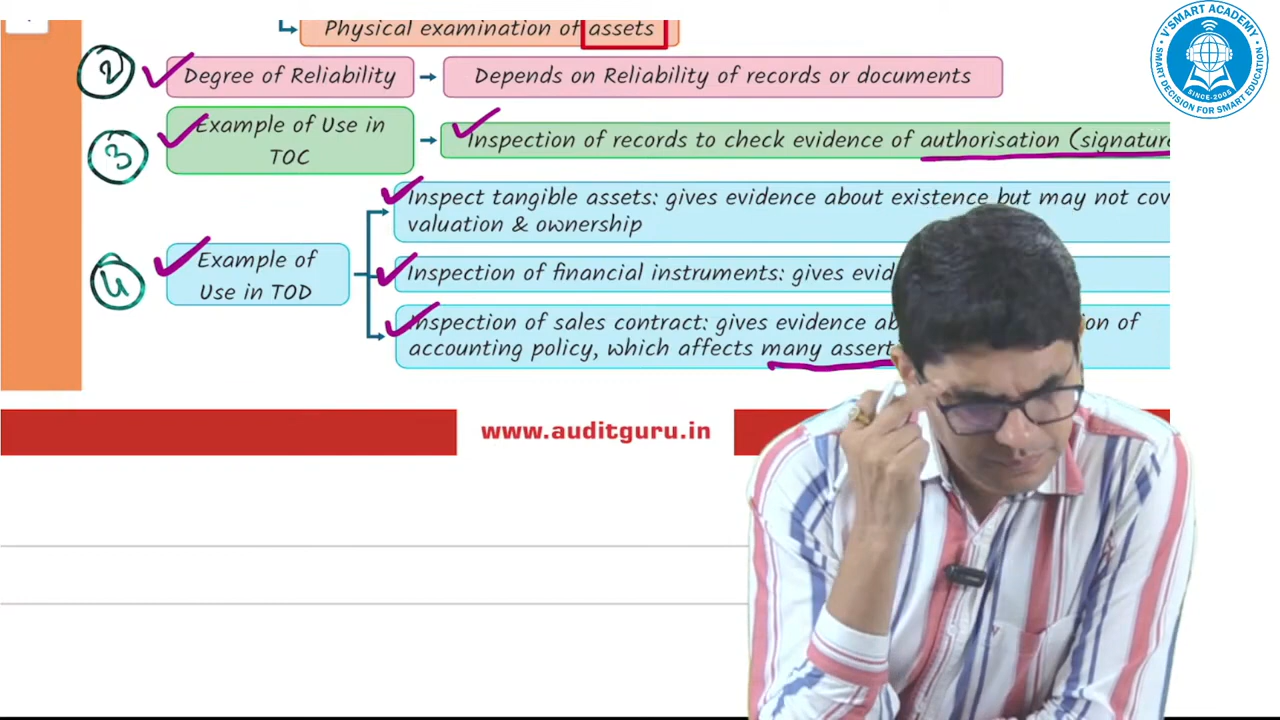 Physical examination of assets
2
Degree of Reliability
Depends on Reliability of records or documents
3
Example of Use in
TOC
Inspection of records to check evidence of authorisation (signature
4
Example of
Use in TOD
Inspect tangible assets: gives evidence about existence but may not cov
valuation & ownership
Inspection of financial instruments: gives evid
Inspection of sales contract: gives evidence ab
accounting policy, which affects many assert
www.auditguru.in
V'SMART ACADEMY
SINCE-2005
SMART DECISION FOR SMART EDUCATION